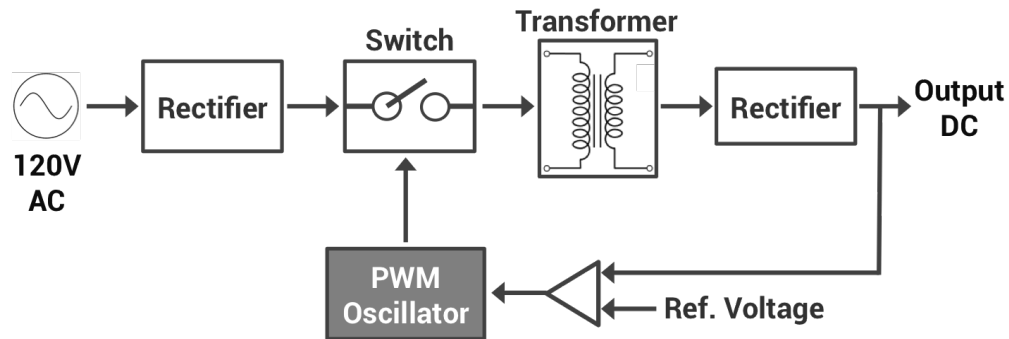 Transformer
Switch
Rectifier
Rectifier
Output
DC
120V
AC
PWM
Oscillator
Ref. Voltage